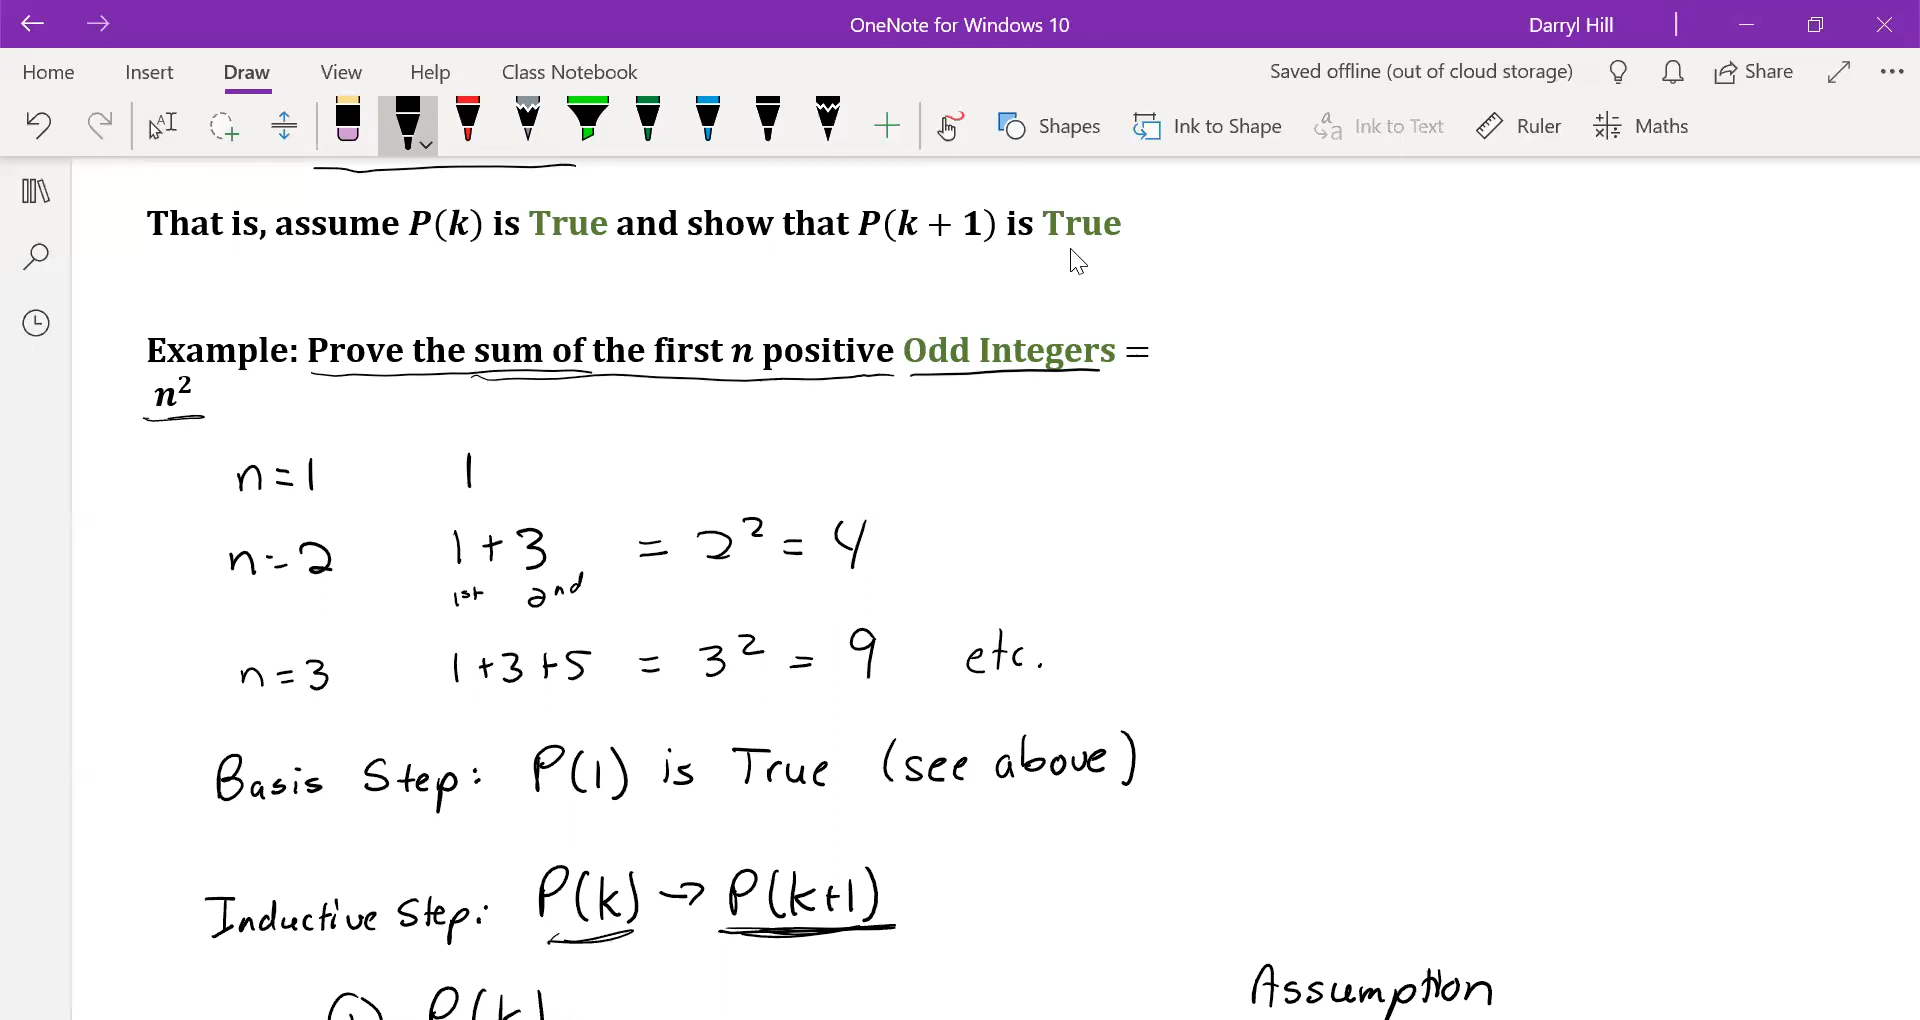 OneNote for Windows 10
Darryl Hill
Home Insert Draw View Help Class Notebook
Saved offline (out of cloud storage) Share
Shapes Ink to Shape Ink to Text Ruler Maths
That is, assume P(k) is True and show that P(k + 1) is True
Example: Prove the sum of the first n positive Odd Integers =
n²
n=1 1
n=2 1+3 = 2² = 4
1st 2nd
n=3 1+3+5 = 3² = 9 etc.
Basis Step: P(1) is True (see above)
Inductive Step: P(k) → P(k+1)
① P(k) Assumption